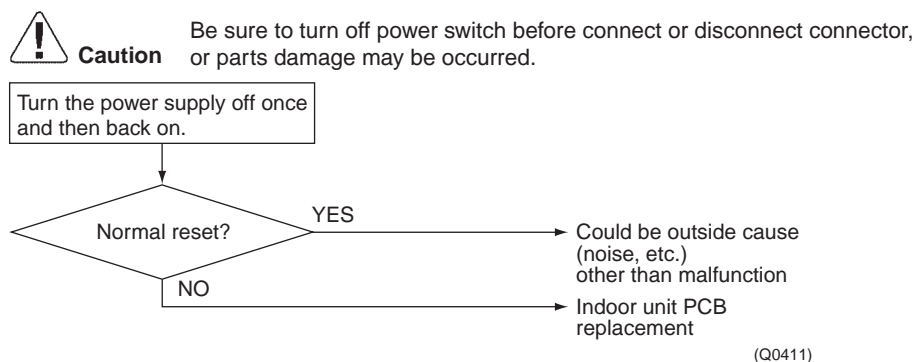 Be sure to turn off power switch before connect or disconnect connector,
Caution or parts damage may be occurred.
Turn the power supply off once
and then back on.
Normal reset?
YES
Could be outside cause
(noise, etc.)
other than malfunction
NO
Indoor unit PCB
replacement
(Q0411)